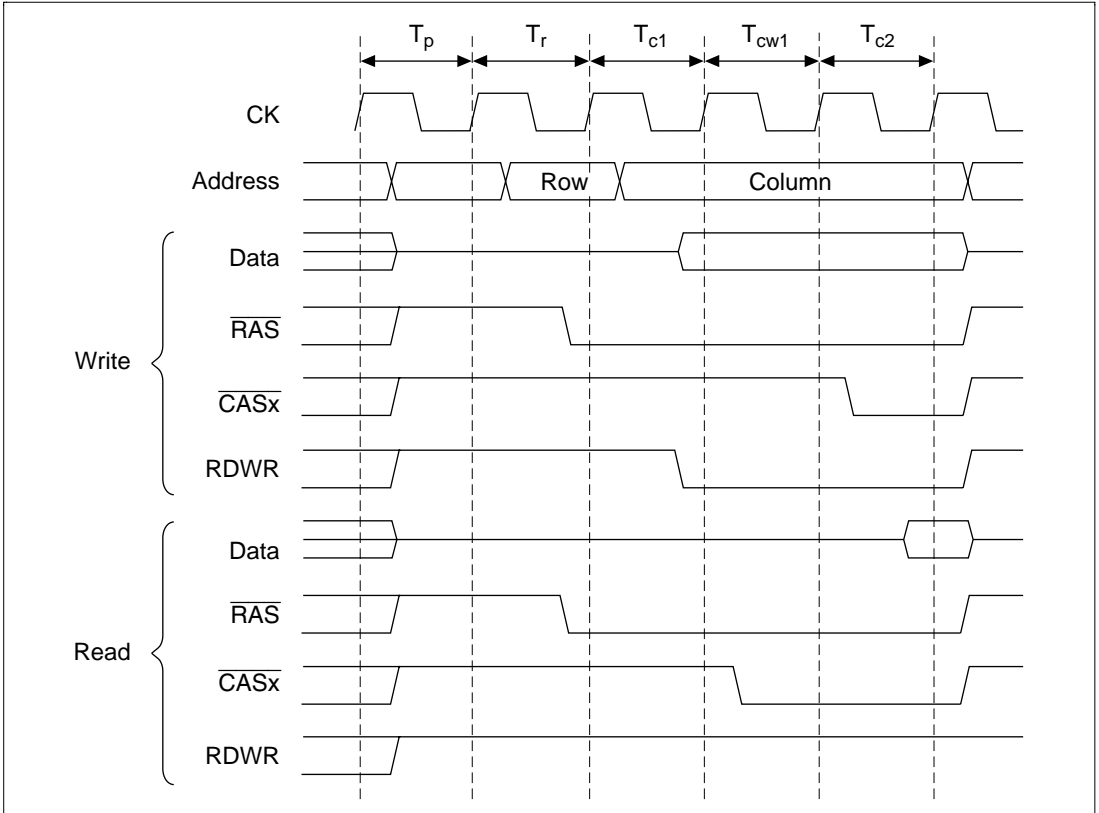 Tp Tr Tc1 Tcw1 Tc2
CK
Address Row Column
Write
Data
RAS
CASx
RDWR
Read
Data
RAS
CASx
RDWR